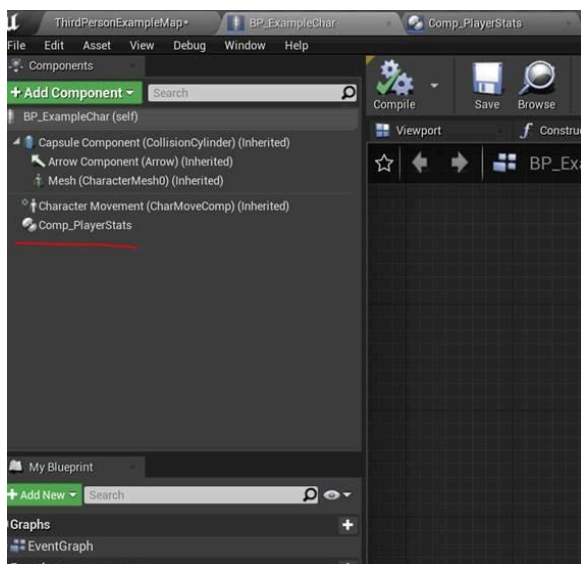 ThirdPersonExampleMap•
BP_ExampleChar
Comp_PlayerStats
File Edit Asset View Debug Window Help
Components
+ Add Component Search
Compile Save Browse
BP_ExampleChar (self)
Viewport
Constru
Capsule Component (CollisionCylinder) (Inherited)
Arrow Component (Arrow) (Inherited)
BP_Exa
Mesh (CharacterMesh0) (Inherited)
Character Movement (CharMoveComp) (Inherited)
Comp_PlayerStats
My Blueprint
+ Add New Search
Graphs
EventGraph